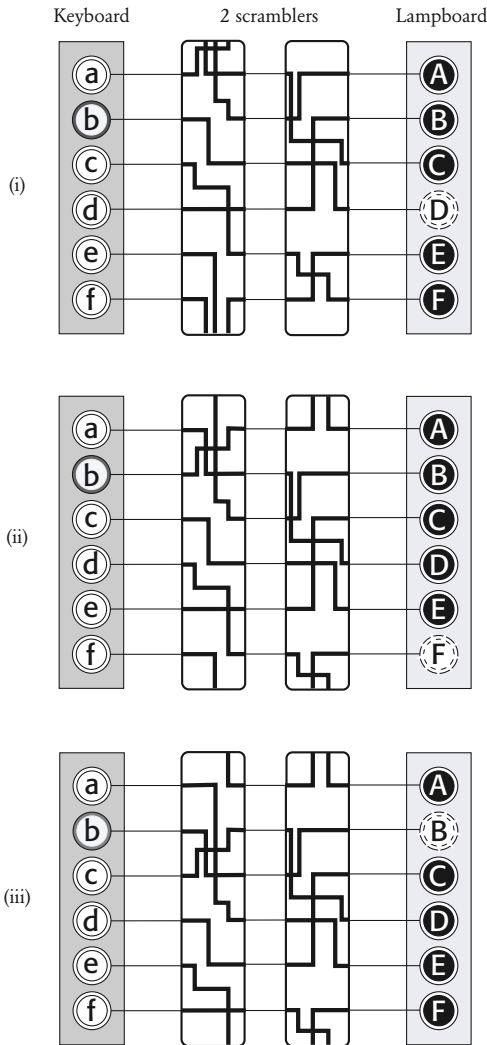 Keyboard 2 scramblers Lampboard
a A
b B
c C
(i)
d D
e E
f F
a A
b B
c C
(ii)
d D
e E
f F
a A
b B
c C
(iii)
d D
e E
f F